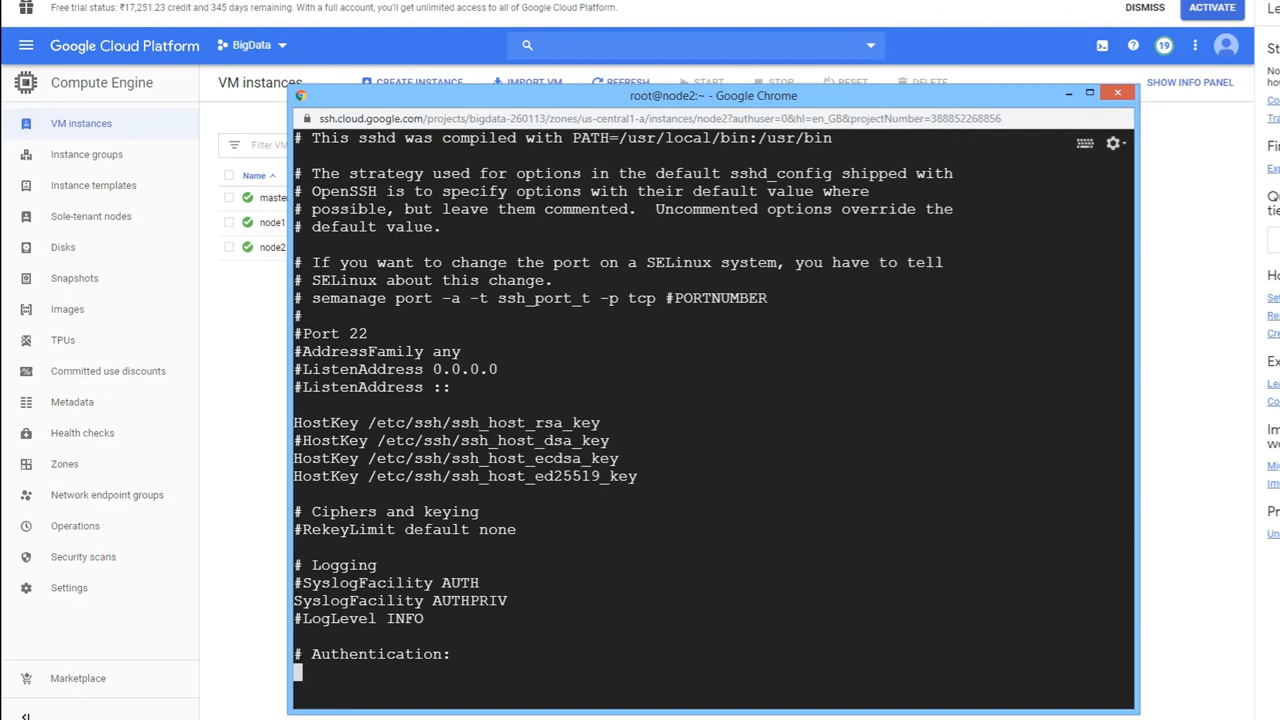 Free trial status: ₹17,251.23 credit and 345 days remaining. With a full account, you'll get unlimited access to all of Google Cloud Platform.
DISMISS
ACTIVATE
Google Cloud Platform
BigData
19
Compute Engine
VM instances
CREATE INSTANCE
IMPORT VM
REFRESH
START
STOP
RESET
DELETE
SHOW INFO PANEL
VM instances
Instance groups
Instance templates
Sole-tenant nodes
Disks
Snapshots
Images
TPUs
Committed use discounts
Metadata
Health checks
Zones
Network endpoint groups
Operations
Security scans
Settings
Marketplace
Filter VM
Name
master
node1
node2
root@node2:~ - Google Chrome
ssh.cloud.google.com/projects/bigdata-260113/zones/us-central1-a/instances/node2?authuser=0&hl=en_GB&projectNumber=388852268856
# This sshd was compiled with PATH=/usr/local/bin:/usr/bin
# The strategy used for options in the default sshd_config shipped with
# OpenSSH is to specify options with their default value where
# possible, but leave them commented.  Uncommented options override the
# default value.
# If you want to change the port on a SELinux system, you have to tell
# SELinux about this change.
# semanage port -a -t ssh_port_t -p tcp #PORTNUMBER
#
#Port 22
#AddressFamily any
#ListenAddress 0.0.0.0
#ListenAddress ::
HostKey /etc/ssh/ssh_host_rsa_key
#HostKey /etc/ssh/ssh_host_dsa_key
HostKey /etc/ssh/ssh_host_ecdsa_key
HostKey /etc/ssh/ssh_host_ed25519_key
# Ciphers and keying
#RekeyLimit default none
# Logging
#SyslogFacility AUTH
SyslogFacility AUTHPRIV
#LogLevel INFO
# Authentication: